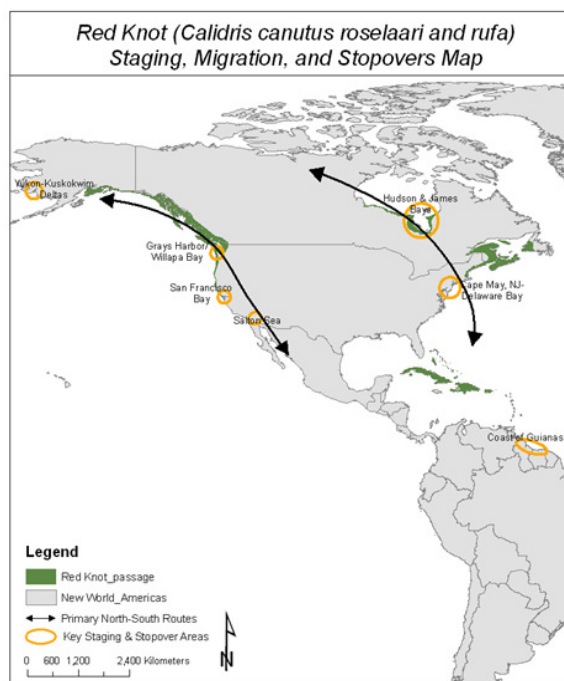 Red Knot (Calidris canutus roselaari and rufa)
Staging, Migration, and Stopovers Map
Yukon-Kuskokwim
Deltas
Hudson & James
Bays
Grays Harbor/
Willapa Bay
San Francisco
Bay
Salton Sea
Cape May, NJ-
Delaware Bay
Coast of Guianas
Legend
Red Knot_passage
New World_Americas
Primary North-South Routes
Key Staging & Stopover Areas
0 600 1,200 2,400 Kilometers
N